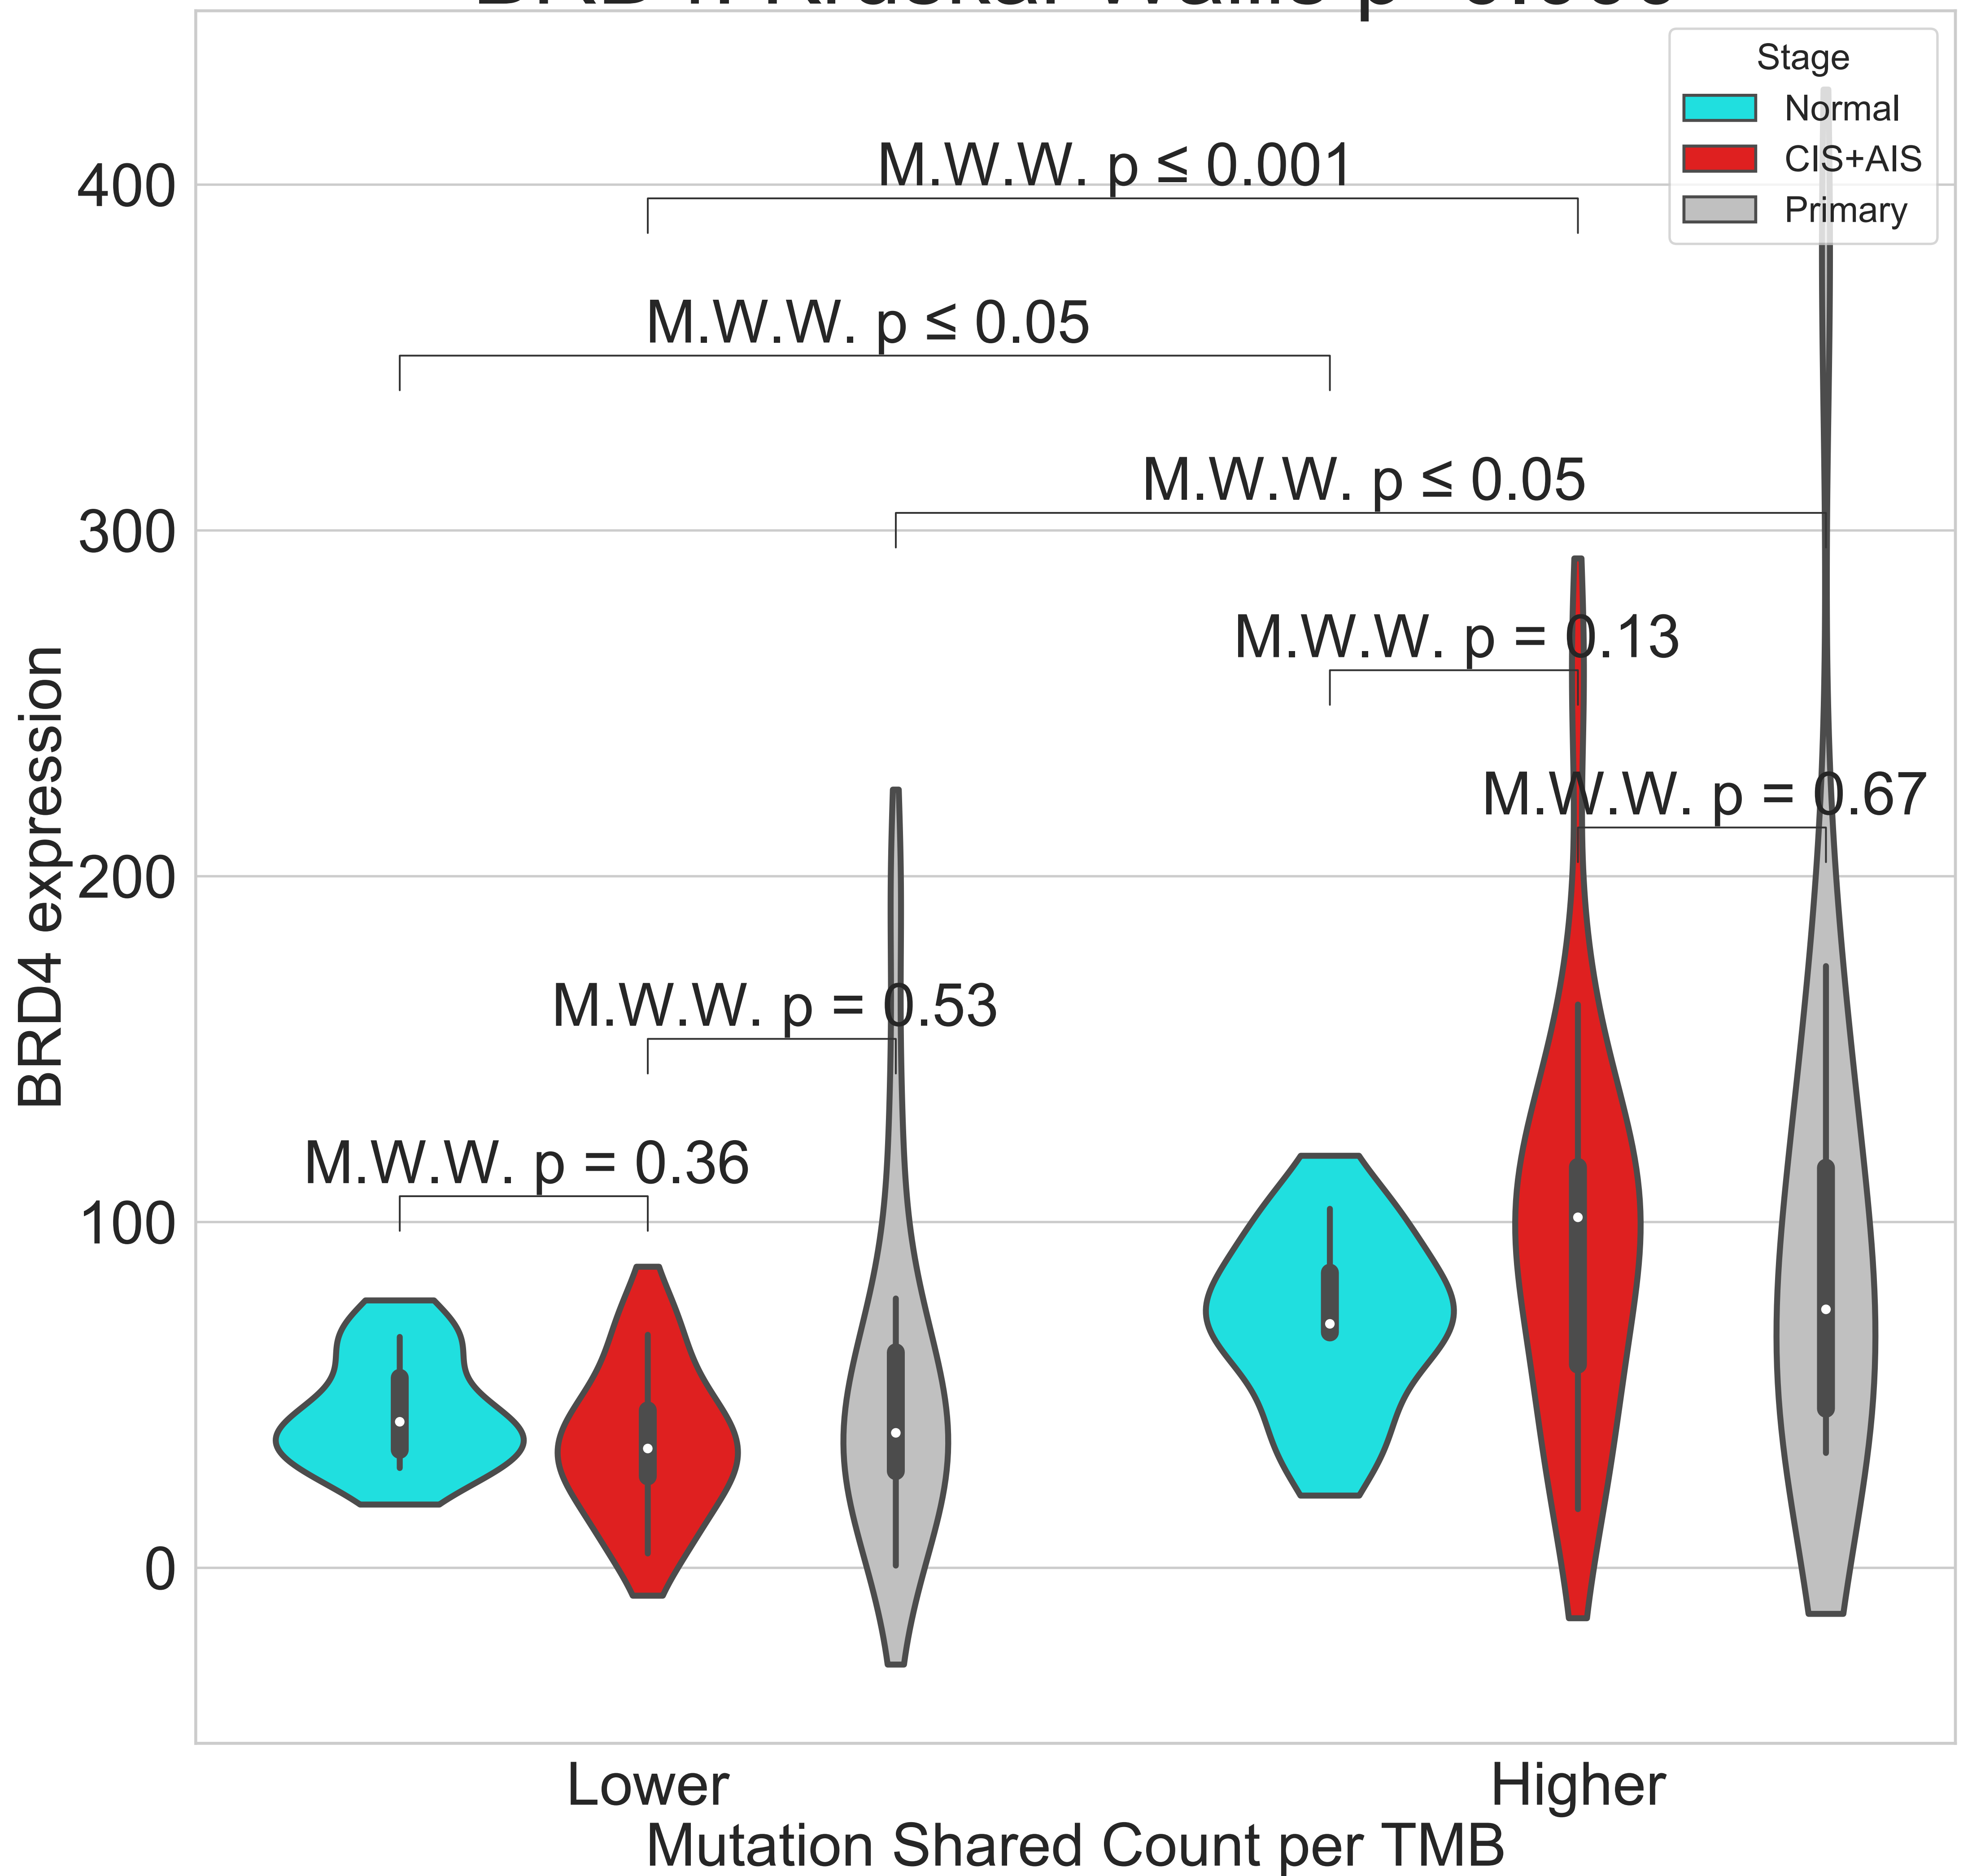 Stage
Normal
CIS+AIS
Primary
M.W.W. p ≤ 0.001
M.W.W. p ≤ 0.05
M.W.W. p ≤ 0.05
M.W.W. p = 0.13
M.W.W. p = 0.67
M.W.W. p = 0.53
M.W.W. p = 0.36
400
300
200
100
0
BRD4 expression
Lower
Higher
Mutation Shared Count per TMB